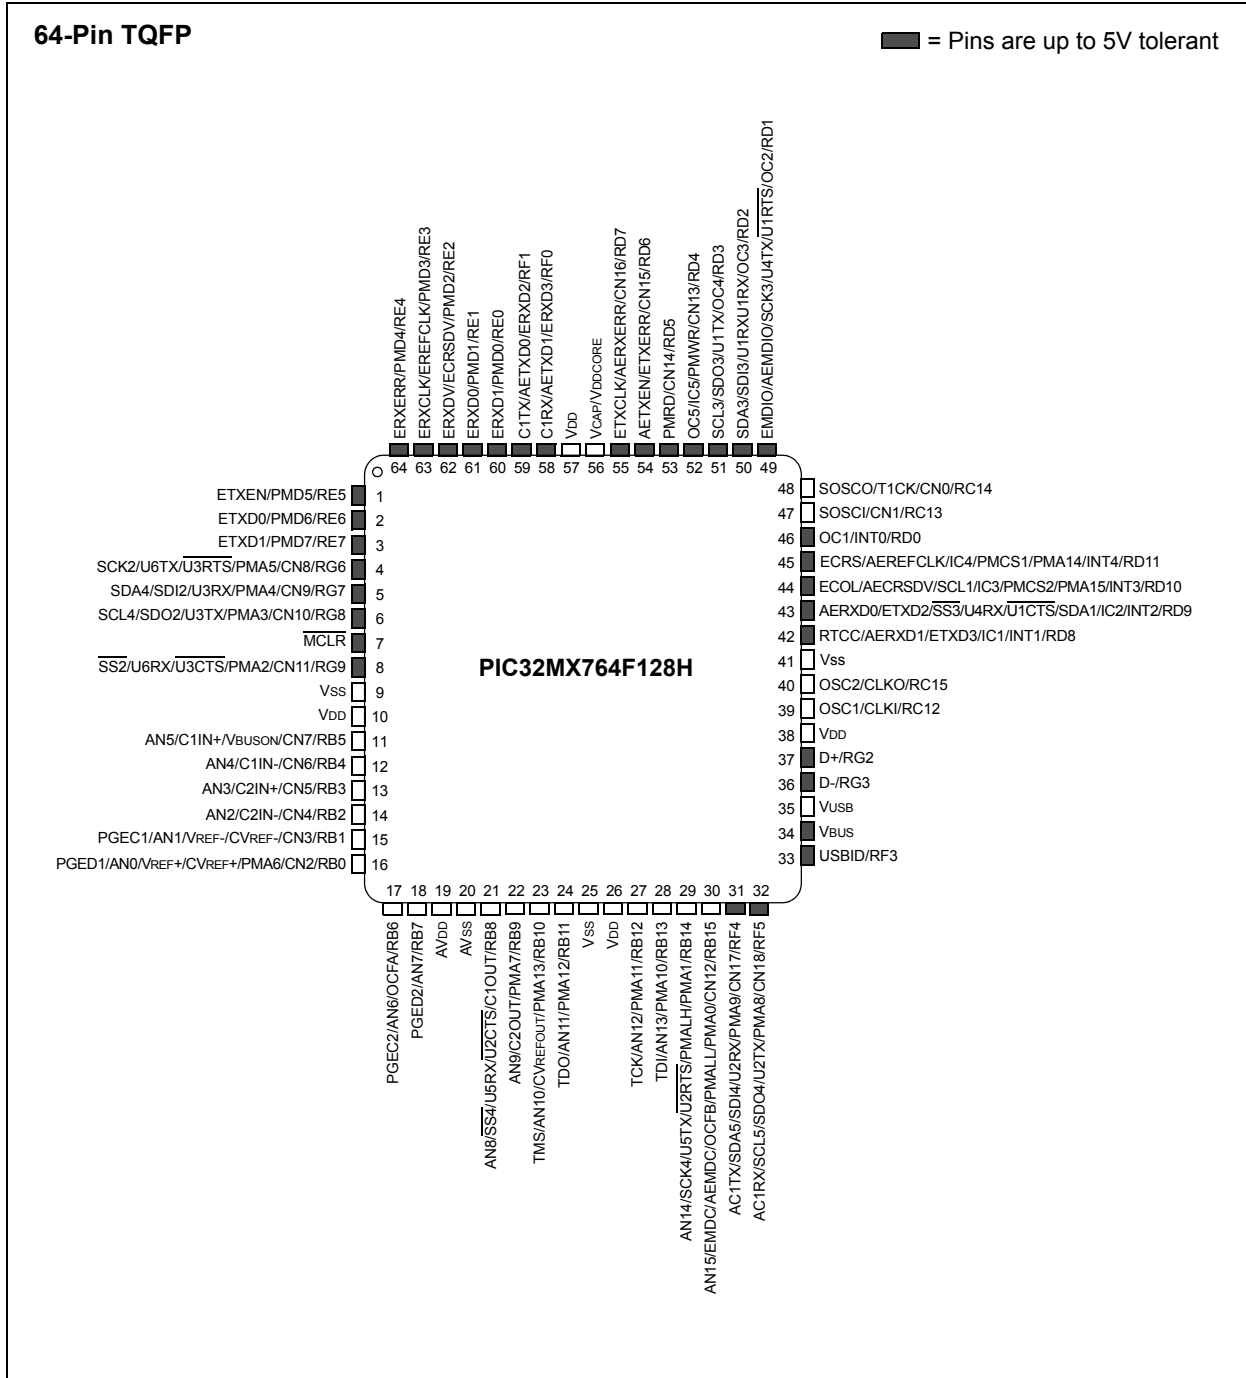 64-Pin TQFP
= Pins are up to 5V tolerant
ERXERR/PMD4/RE4
ERXCLK/EREFCLK/PMD3/RE3
ERXDV/ECRSDV/PMD2/RE2
ERXD0/PMD1/RE1
ERXD1/PMD0/RE0
C1TX/AETXD0/ERXD2/RF1
C1RX/AETXD1/ERXD3/RF0
VDD
VCAP/VDDCORE
ETXCLK/AERXERR/CN16/RD7
AETXEN/ETXERR/CN15/RD6
PMRD/CN14/RD5
OC5/IC5/PMWR/CN13/RD4
SCL3/SDO3/U1TX/OC4/RD3
SDA3/SDI3/U1RXU1RX/OC3/RD2
EMDIO/AEMDIO/SCK3/U4TX/U1RTS/OC2/RD1
64 63 62 61 60 59 58 57 56 55 54 53 52 51 50 49
ETXEN/PMD5/RE5 1
ETXD0/PMD6/RE6 2
ETXD1/PMD7/RE7 3
SCK2/U6TX/U3RTS/PMA5/CN8/RG6 4
SDA4/SDI2/U3RX/PMA4/CN9/RG7 5
SCL4/SDO2/U3TX/PMA3/CN10/RG8 6
MCLR 7
SS2/U6RX/U3CTS/PMA2/CN11/RG9 8
VSS 9
VDD 10
AN5/C1IN+/VBUSON/CN7/RB5 11
AN4/C1IN-/CN6/RB4 12
AN3/C2IN+/CN5/RB3 13
AN2/C2IN-/CN4/RB2 14
PGEC1/AN1/VREF-/CVREF-/CN3/RB1 15
PGED1/AN0/VREF+/CVREF+/PMA6/CN2/RB0 16
PIC32MX764F128H
48 SOSCO/T1CK/CN0/RC14
47 SOSCI/CN1/RC13
46 OC1/INT0/RD0
45 ECRS/AEREFCLK/IC4/PMCS1/PMA14/INT4/RD11
44 ECOL/AECRSDV/SCL1/IC3/PMCS2/PMA15/INT3/RD10
43 AERXD0/ETXD2/SS3/U4RX/U1CTS/SDA1/IC2/INT2/RD9
42 RTCC/AERXD1/ETXD3/IC1/INT1/RD8
41 Vss
40 OSC2/CLKO/RC15
39 OSC1/CLKI/RC12
38 VDD
37 D+/RG2
36 D-/RG3
35 VUSB
34 VBUS
33 USBID/RF3
17 18 19 20 21 22 23 24 25 26 27 28 29 30 31 32
PGEC2/AN6/OCFA/RB6
PGED2/AN7/RB7
AVDD
AVSS
AN8/SS4/U5RX/U2CTS/C1OUT/RB8
AN9/C2OUT/PMA7/RB9
TMS/AN10/CVREFOUT/PMA13/RB10
TDO/AN11/PMA12/RB11
VSS
VDD
TCK/AN12/PMA11/RB12
TDI/AN13/PMA10/RB13
AN14/SCK4/U5TX/U2RTS/PMALH/PMA1/RB14
AN15/EMDC/AEMDC/OCFB/PMALL/PMA0/CN12/RB15
AC1TX/SDA5/SDI4/U2RX/PMA9/CN17/RF4
AC1RX/SCL5/SDO4/U2TX/PMA8/CN18/RF5